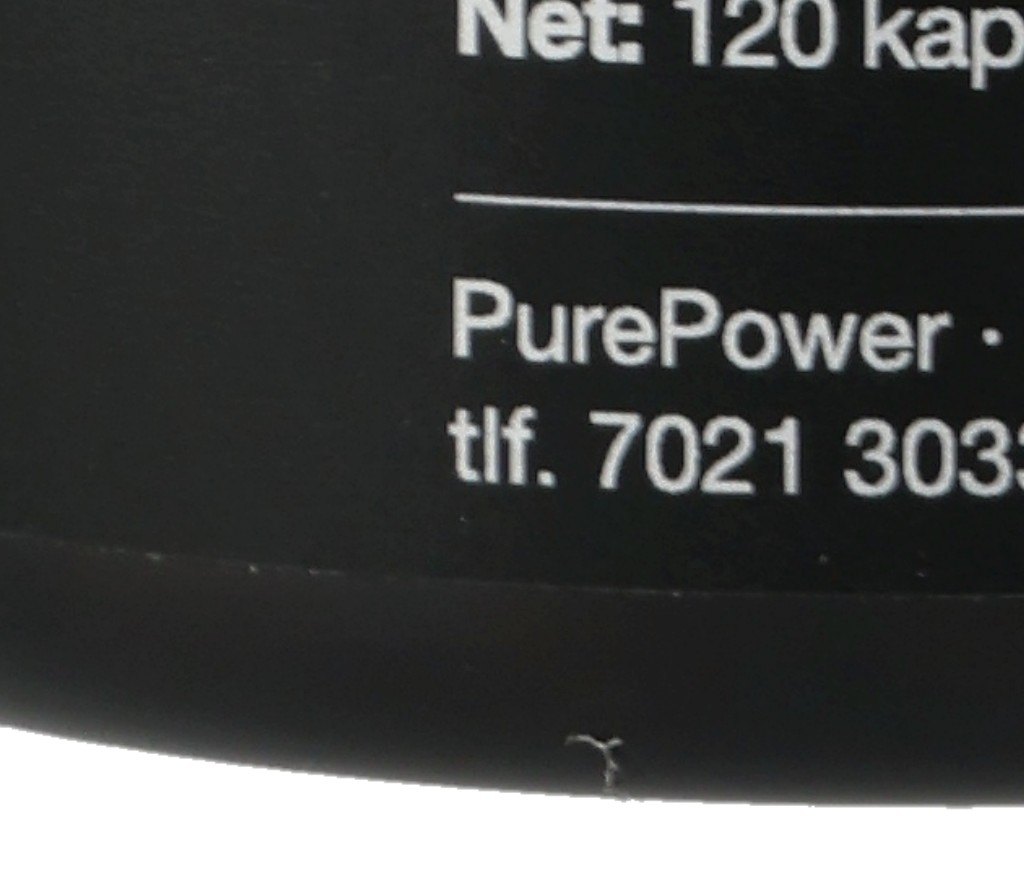 Net: 120 kap
PurePower ·
tlf. 7021 303